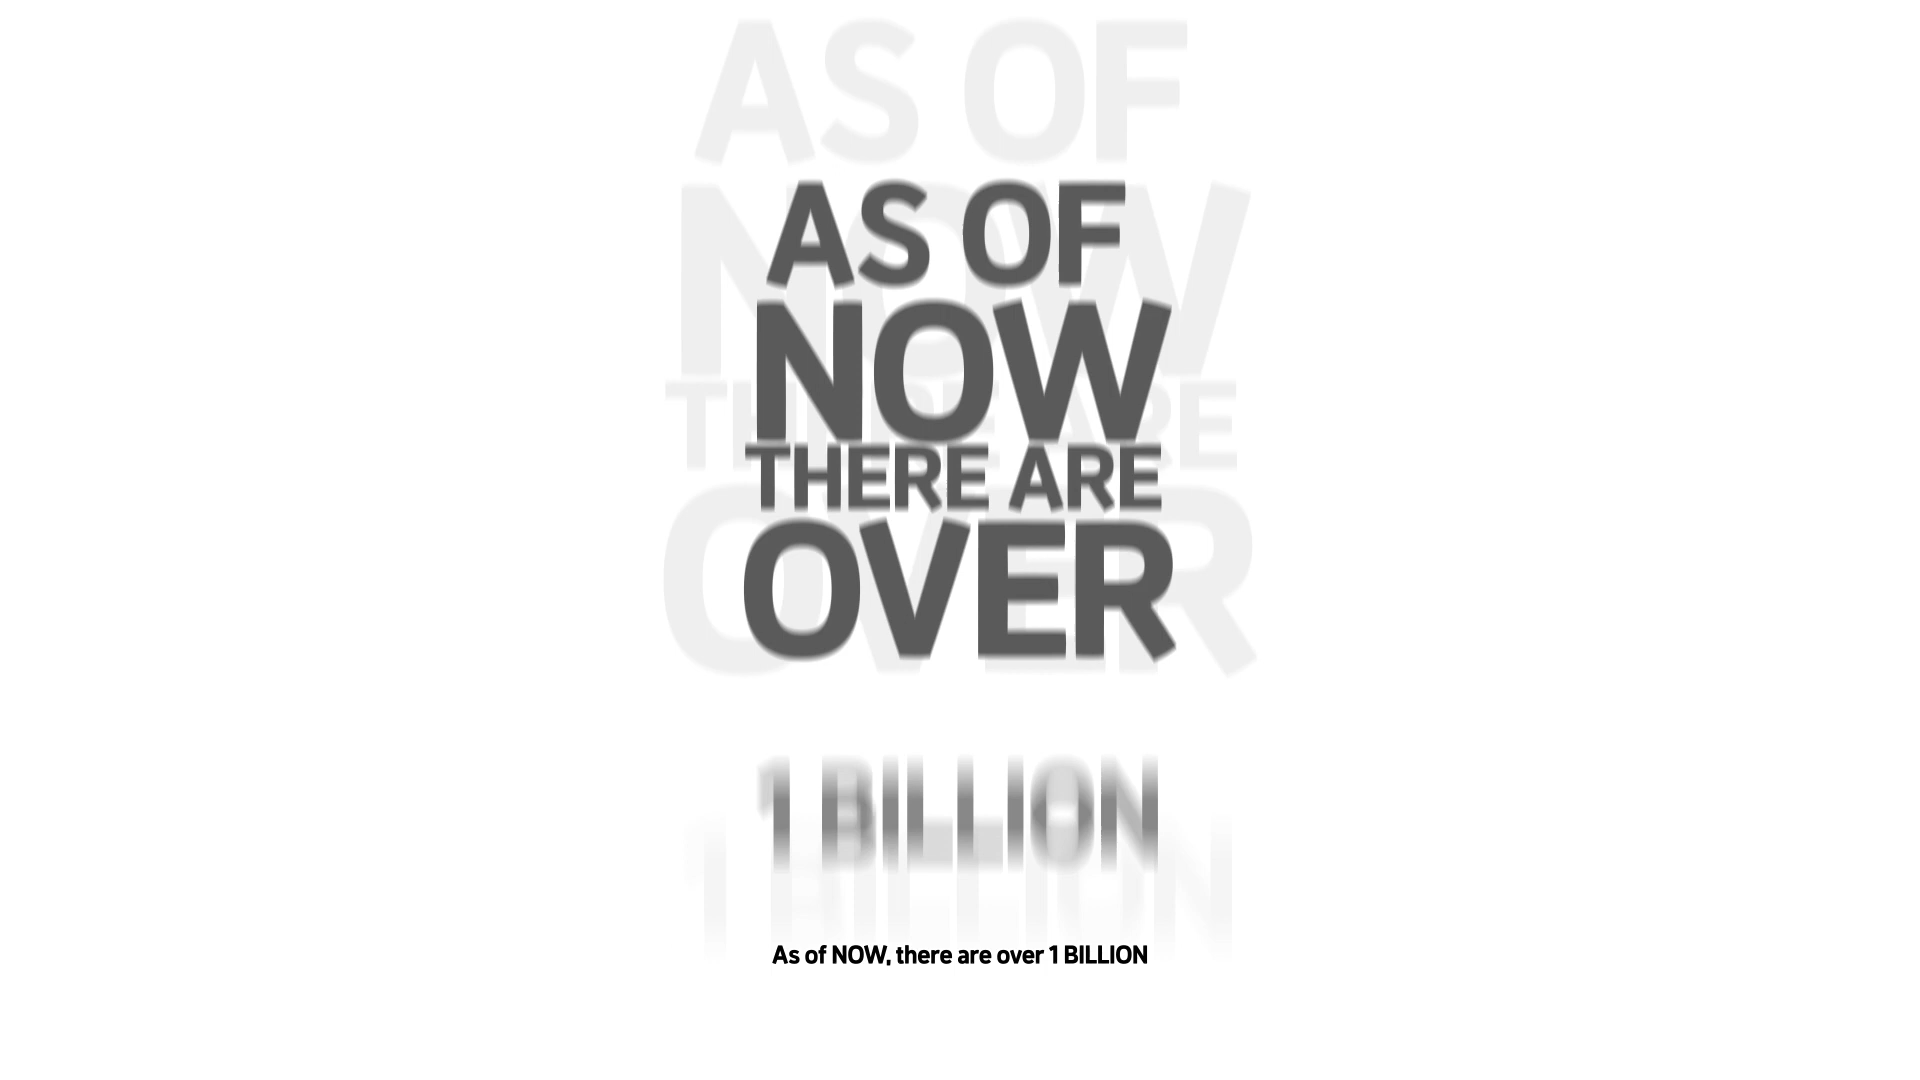 AS OF
NOW
THERE ARE
OVER
1 BILLION
As of NOW, there are over 1 BILLION